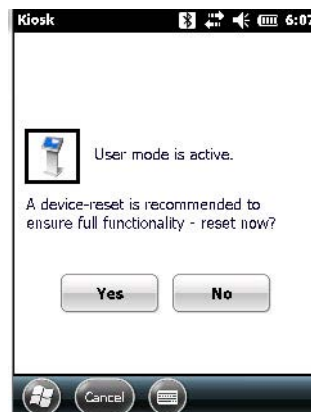 Kiosk 6:07
User mode is active.
A device-reset is recommended to
ensure full functionality - reset now?
Yes No
Cancel